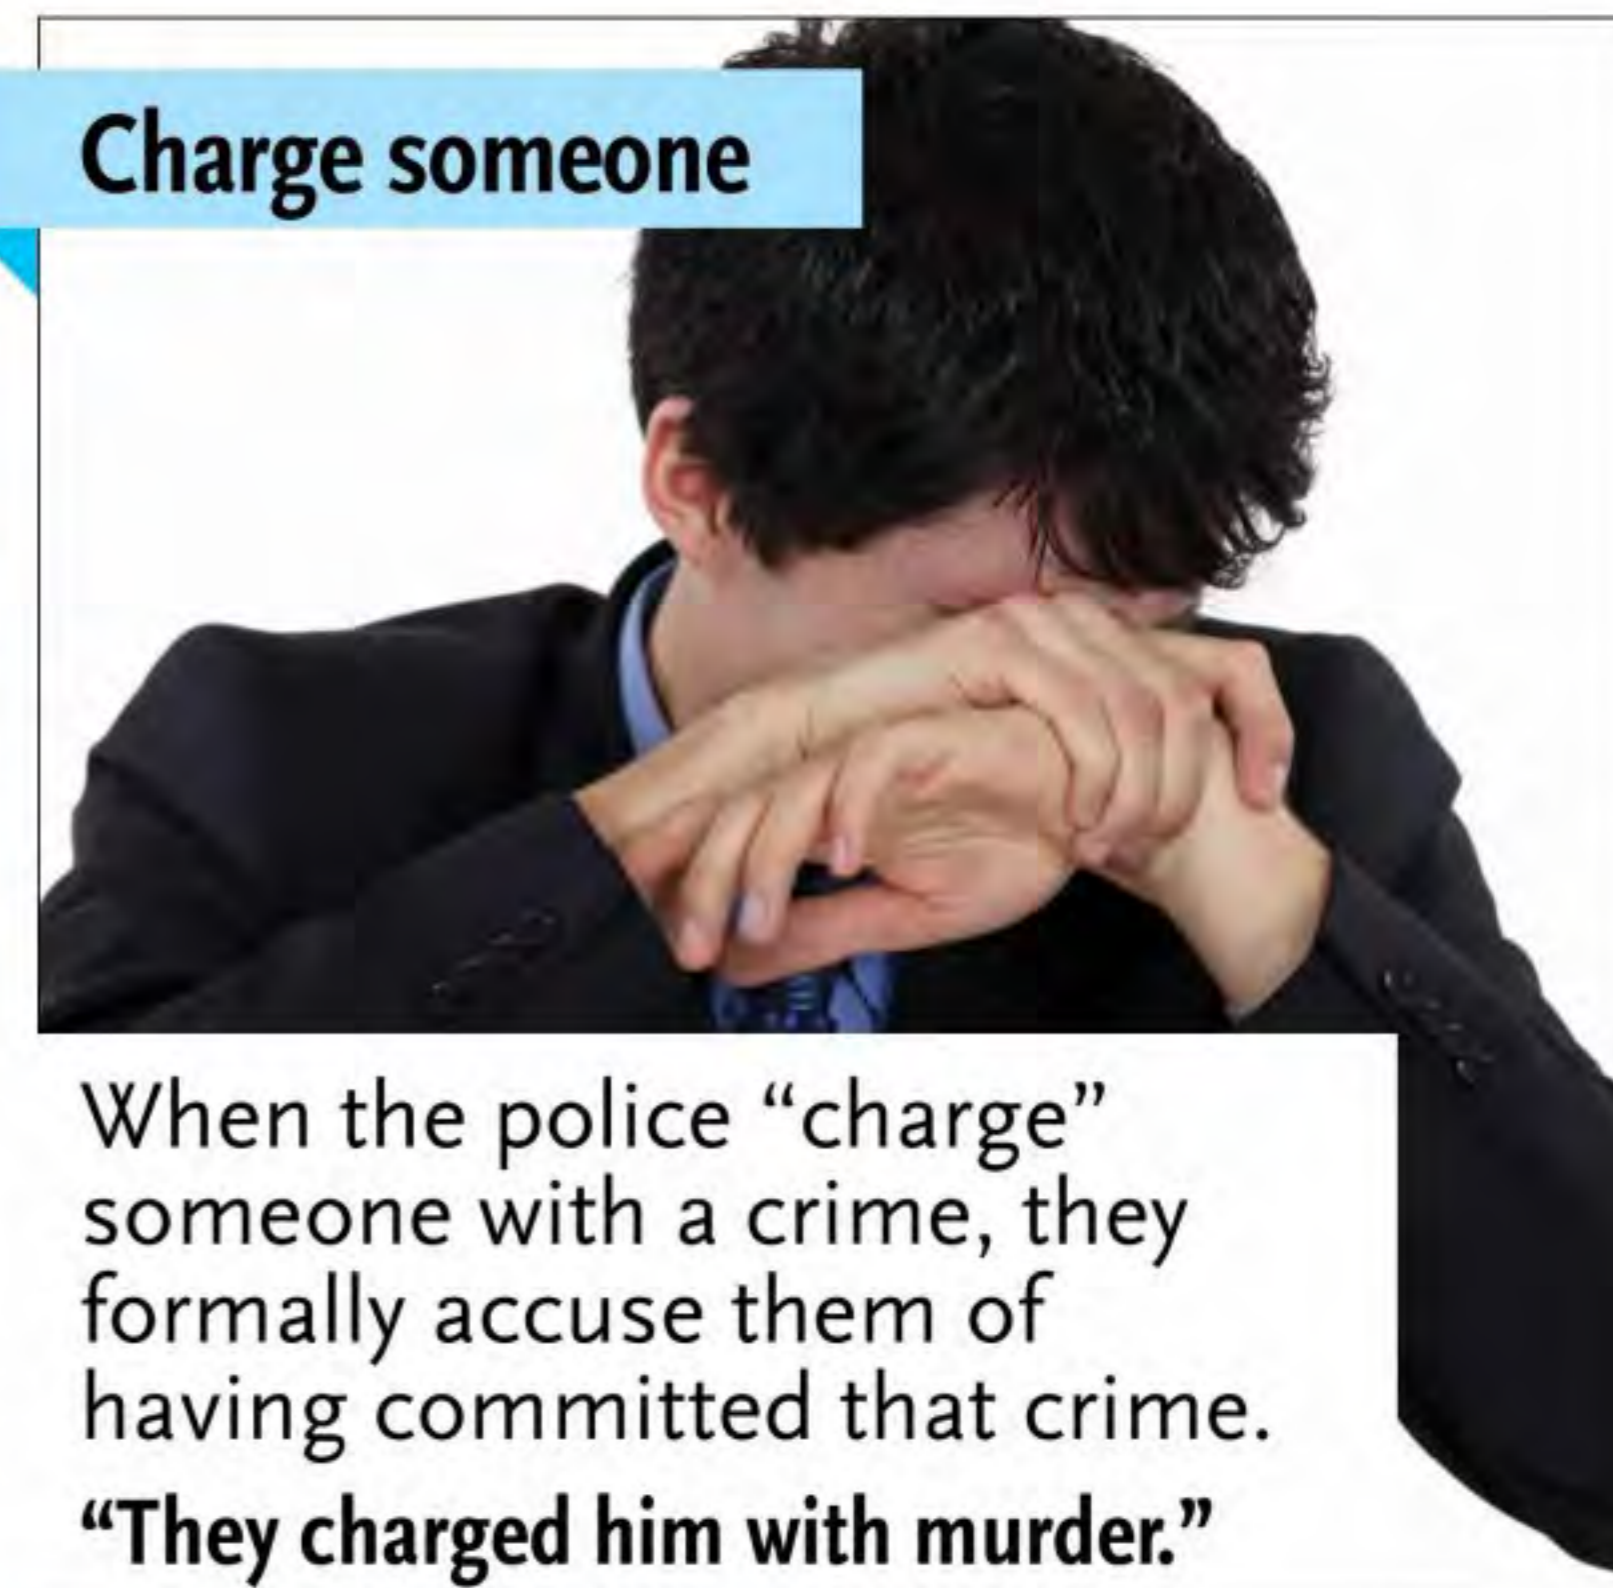 Charge someone
When the police “charge”
someone with a crime, they
formally accuse them of
having committed that crime.
“They charged him with murder.”